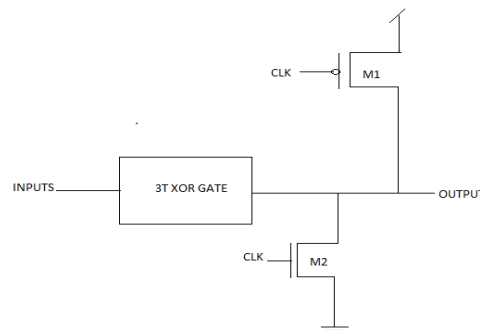 CLK
M1
INPUTS
3T XOR GATE
OUTPUT
CLK
M2